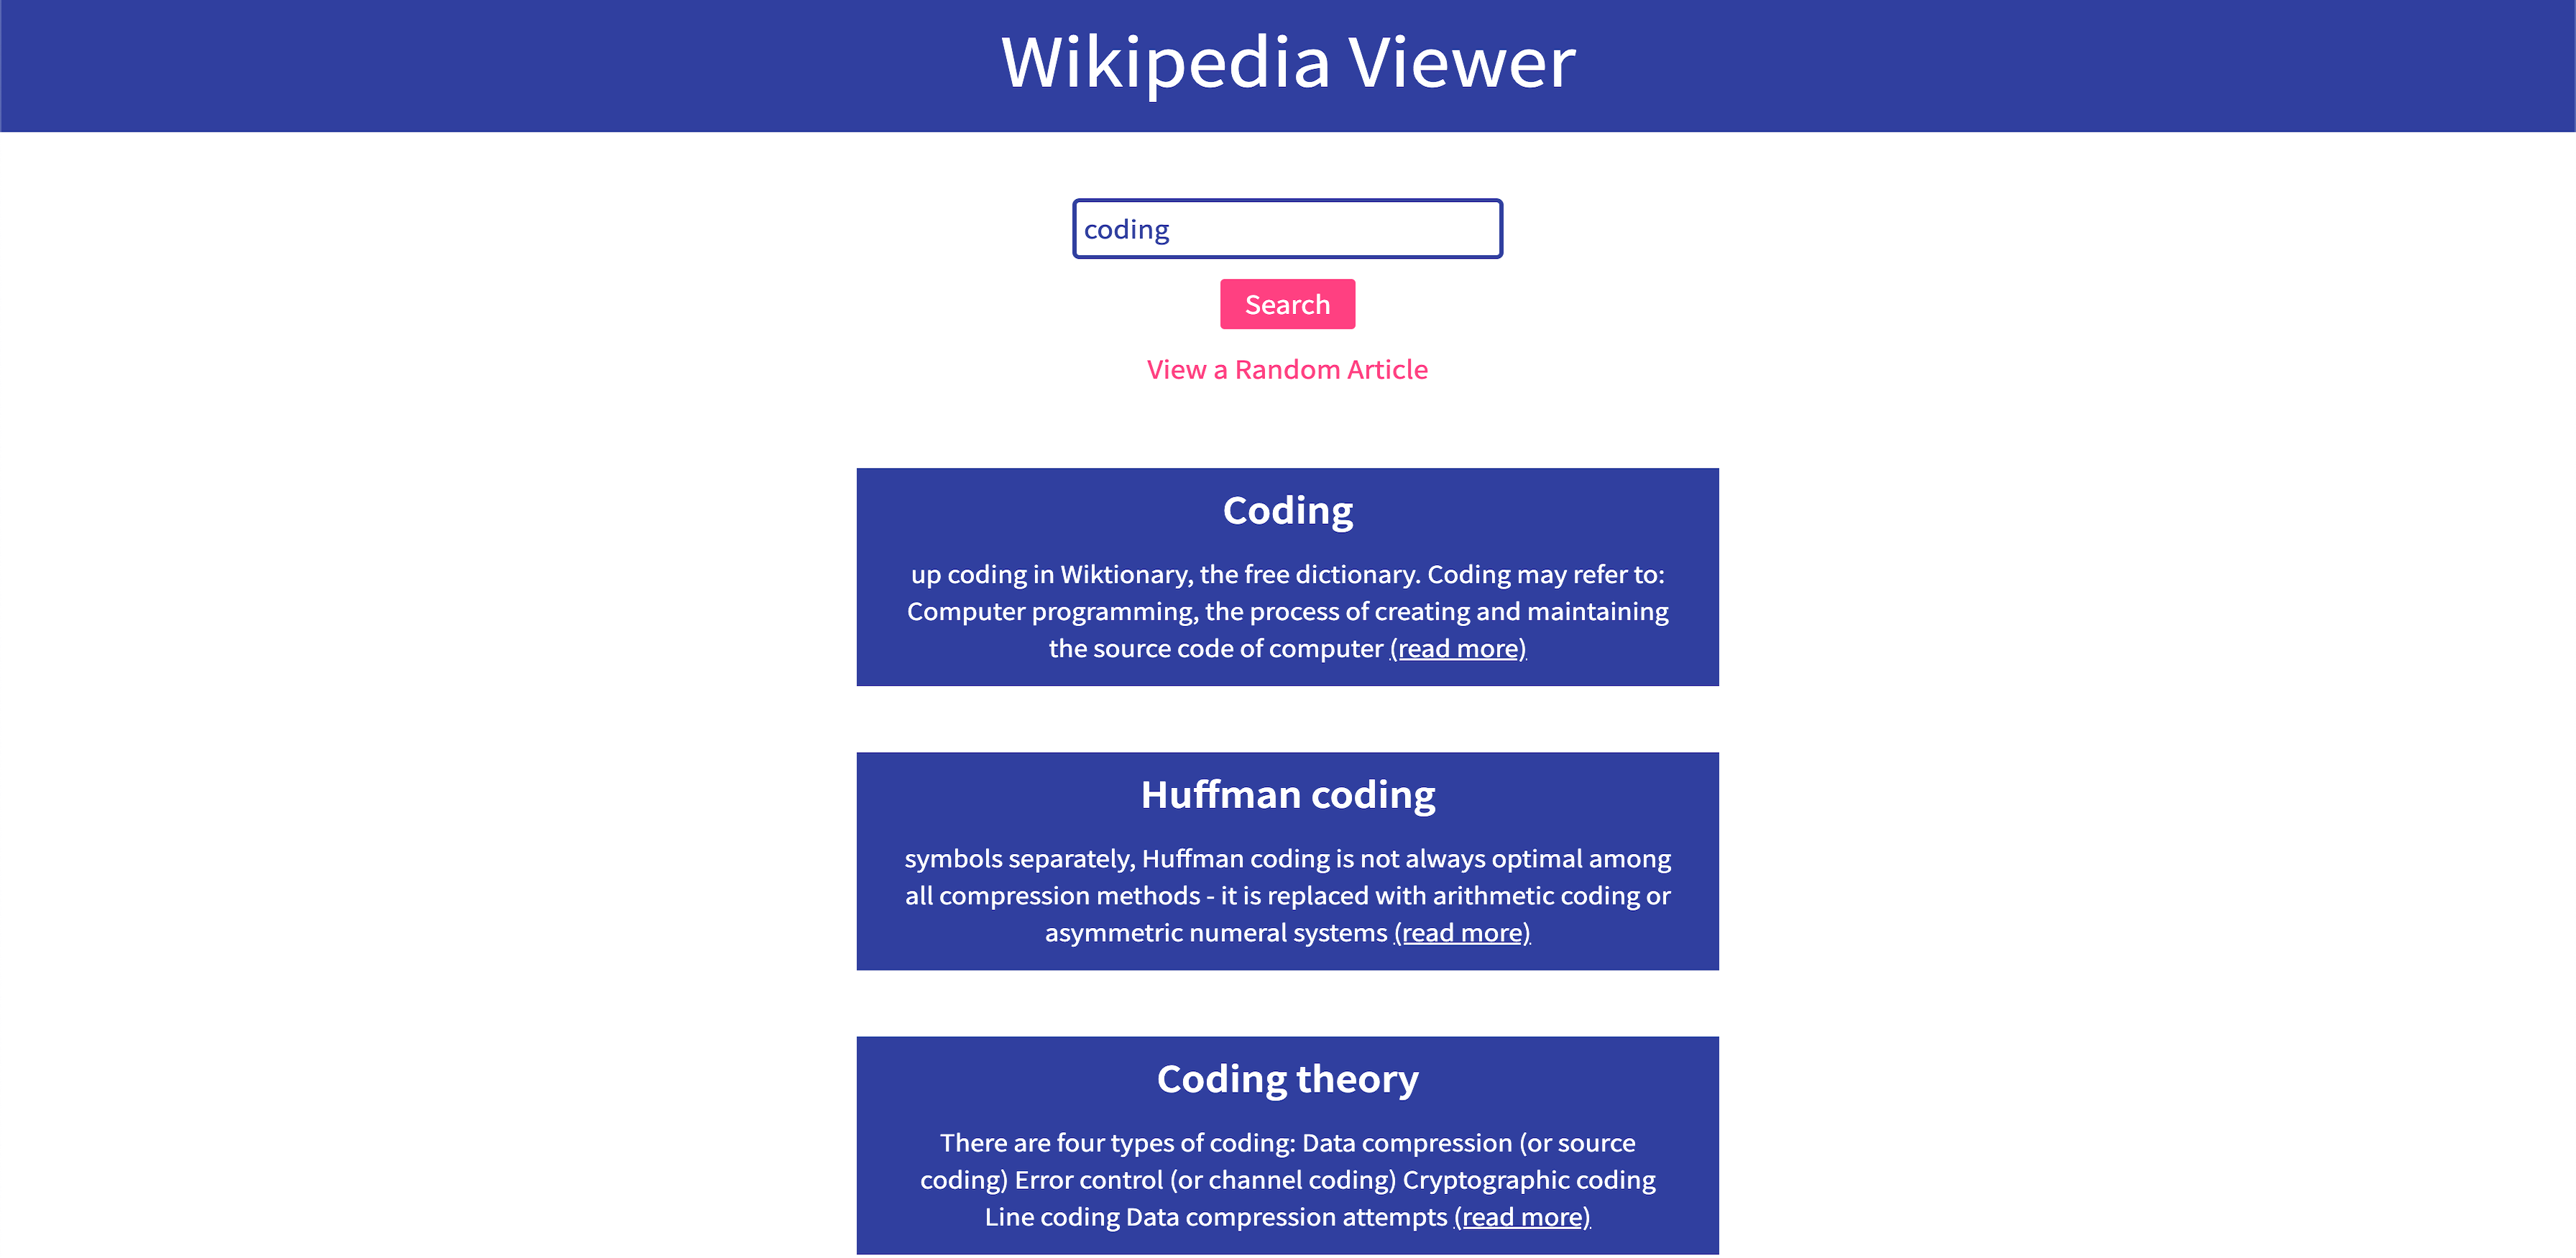 Wikipedia Viewer
coding
Search
View a Random Article
Coding
up coding in Wiktionary, the free dictionary. Coding may refer to:
Computer programming, the process of creating and maintaining
the source code of computer (read more)
Huffman coding
symbols separately, Huffman coding is not always optimal among
all compression methods - it is replaced with arithmetic coding or
asymmetric numeral systems (read more)
Coding theory
There are four types of coding: Data compression (or source
coding) Error control (or channel coding) Cryptographic coding
Line coding Data compression attempts (read more)